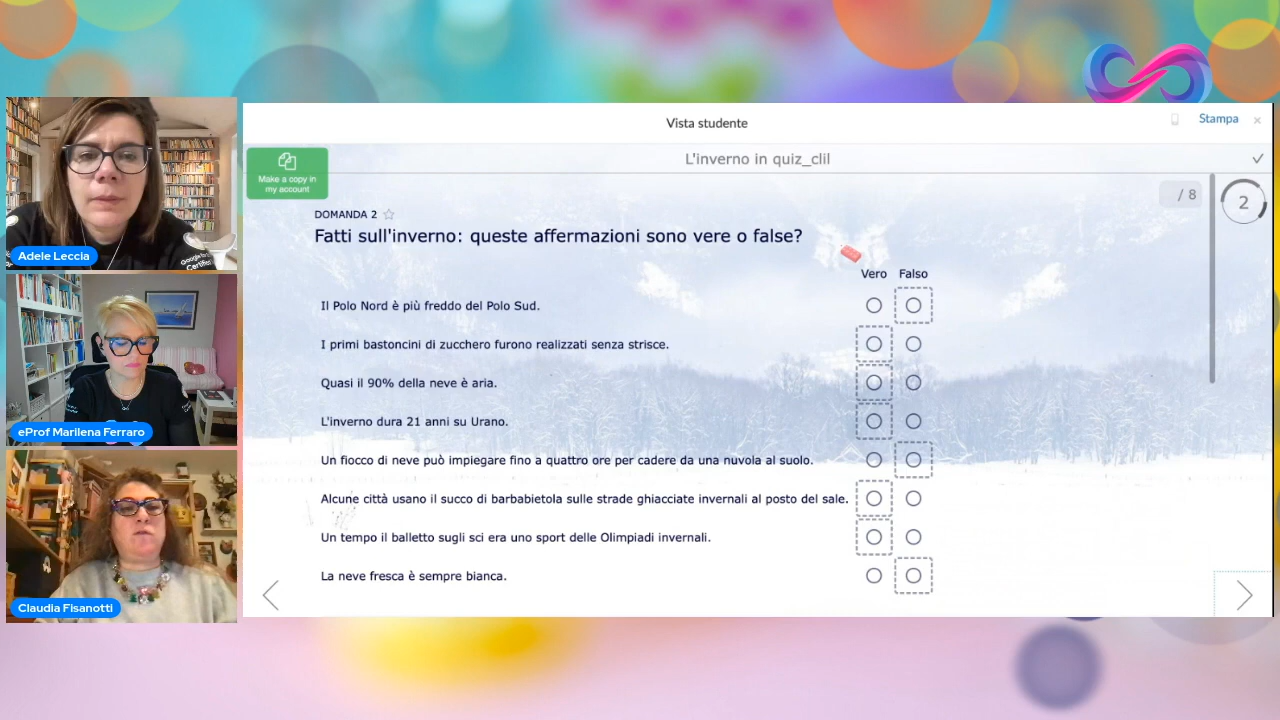 Vista studente
Stampa
L'inverno in quiz_clil
Make a copy in
my account
/ 8
2
DOMANDA 2
Fatti sull'inverno: queste affermazioni sono vere o false?
Vero Falso
Il Polo Nord è più freddo del Polo Sud.
I primi bastoncini di zucchero furono realizzati senza strisce.
Quasi il 90% della neve è aria.
L'inverno dura 21 anni su Urano.
Un fiocco di neve può impiegare fino a quattro ore per cadere da una nuvola al suolo.
Alcune città usano il succo di barbabietola sulle strade ghiacciate invernali al posto del sale.
Un tempo il balletto sugli sci era uno sport delle Olimpiadi invernali.
La neve fresca è sempre bianca.
Adele Leccia
eProf Marilena Ferraro
Claudia Fisanotti